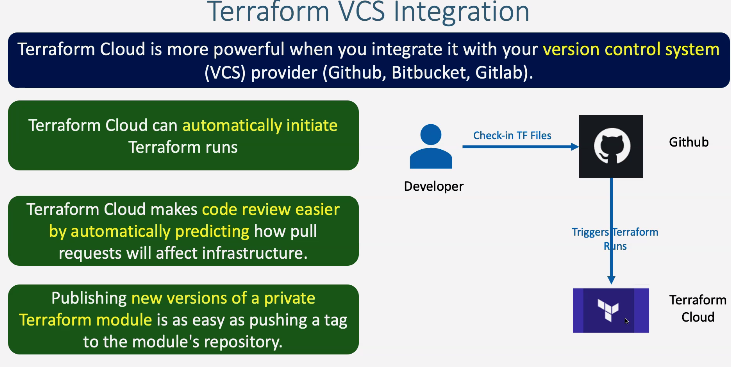 Terraform VCS Integration
Terraform Cloud is more powerful when you integrate it with your version control system
(VCS) provider (Github, Bitbucket, Gitlab).
Terraform Cloud can automatically initiate
Terraform runs
Terraform Cloud makes code review easier
by automatically predicting how pull
requests will affect infrastructure.
Publishing new versions of a private
Terraform module is as easy as pushing a tag
to the module's repository.
Developer
Check-in TF Files
Github
Triggers Terraform
Runs
Terraform
Cloud